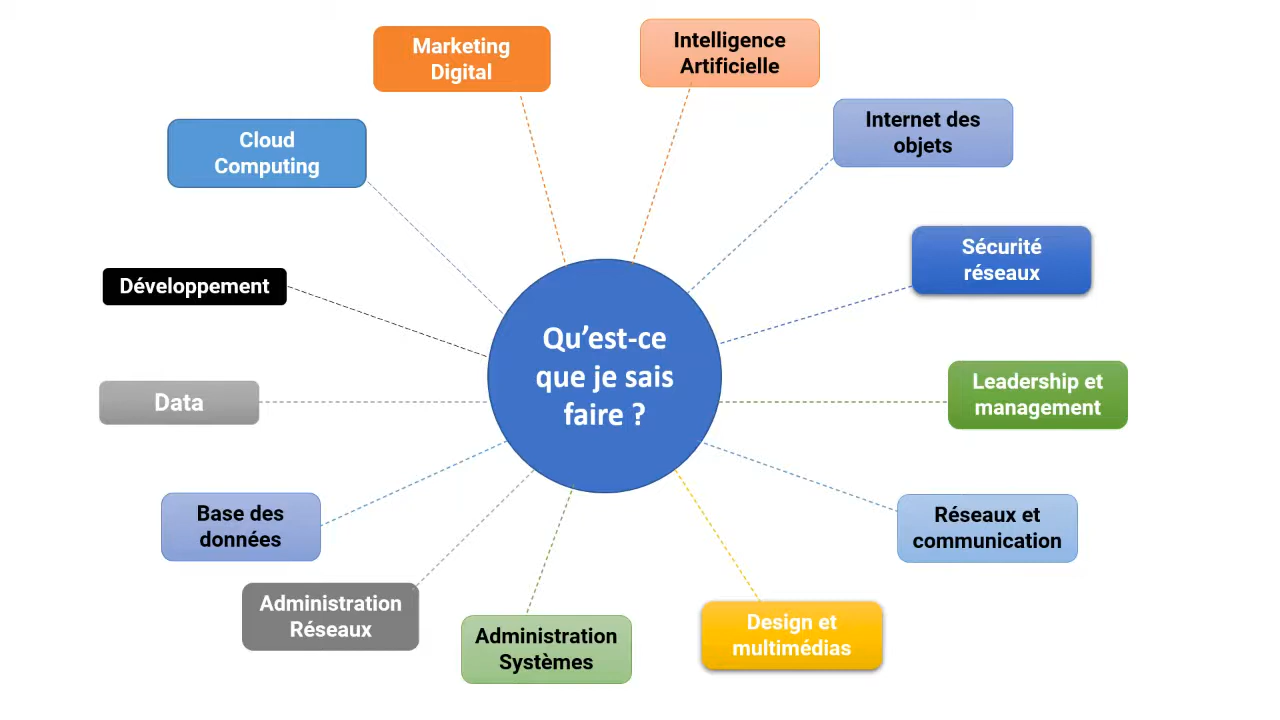 Marketing
Digital
Intelligence
Artificielle
Internet des
objets
Cloud
Computing
Sécurité
réseaux
Développement
Qu’est-ce
que je sais
faire ?
Data
Leadership et
management
Base des
données
Réseaux et
communication
Administration
Réseaux
Administration
Systèmes
Design et
multimédias